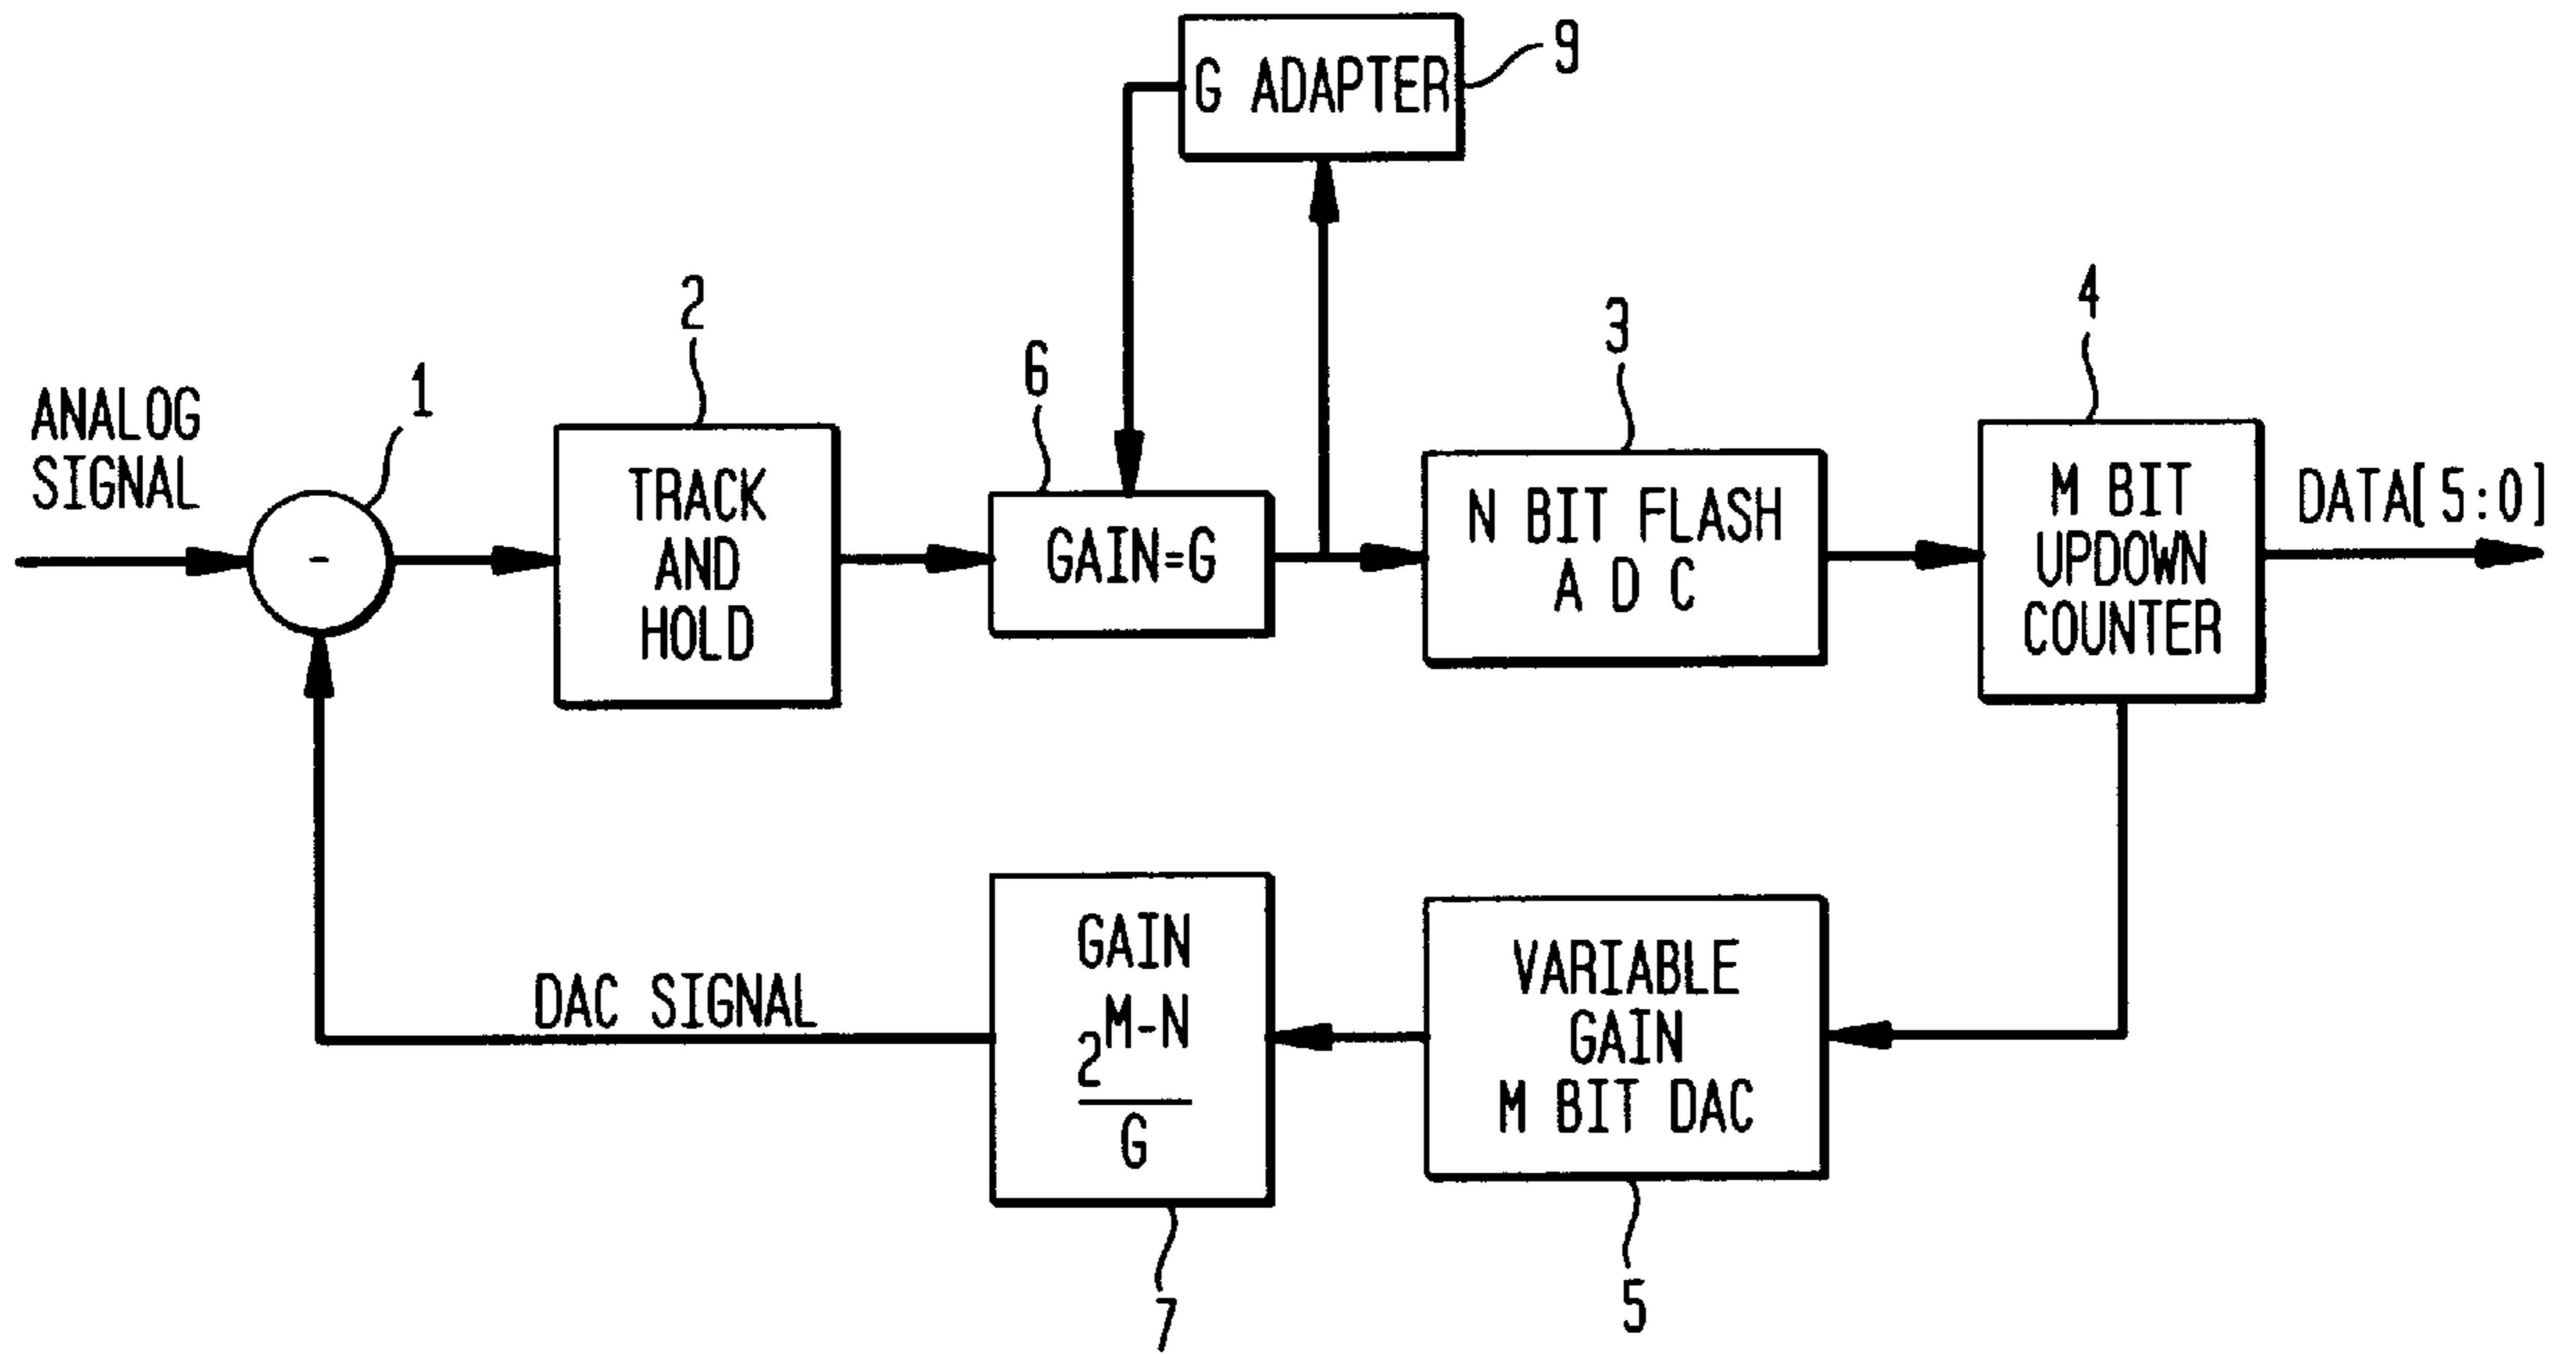 G ADAPTER
9
ANALOG
SIGNAL
1
2
TRACK
AND
HOLD
6
GAIN=G
3
N BIT FLASH
A D C
4
M BIT
UPDOWN
COUNTER
DATA[5:0]
DAC SIGNAL
GAIN
2^M-N
G
7
VARIABLE
GAIN
M BIT DAC
5
-